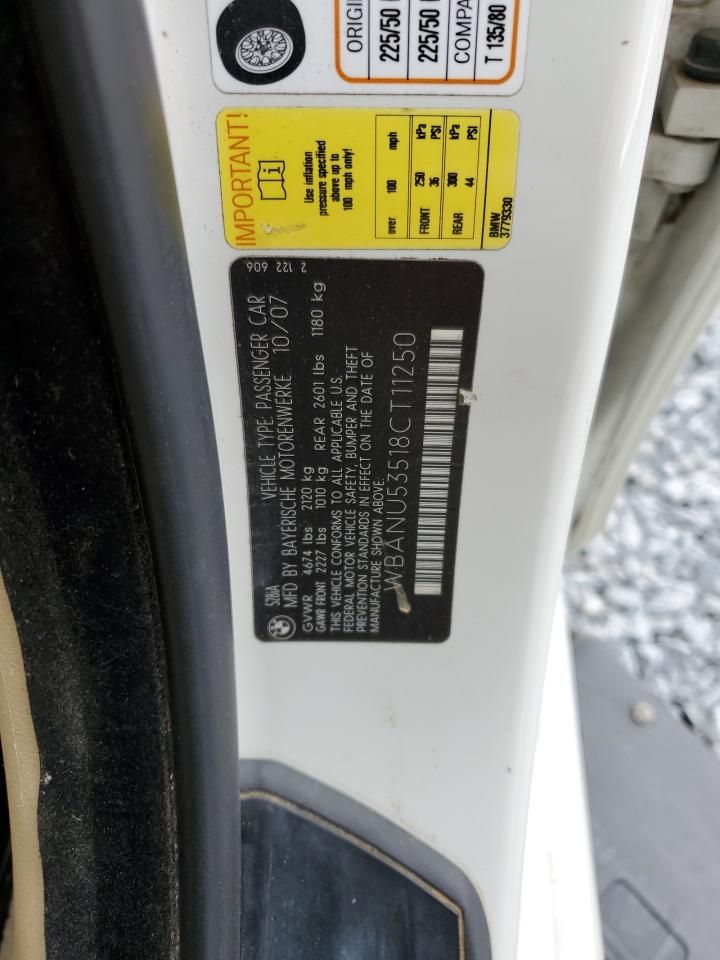 ORIGIN
225/50
225/50
COMPA
T 135/80
IMPORTANT!
Use inflation
pressure specified
above up to
100 mph only!
over 100 mph
FRONT 250 kPa
36 PSI
REAR 300 kPa
44 PSI
BMW
3779330
2 122 606
528iA VEHICLE TYPE: PASSENGER CAR
MFD BY BAYERISCHE MOTORENWERKE. 10/07
GVWR 4674 lbs 2120 kg
GAWR FRONT 2227 lbs 1010 kg REAR 2601 lbs 1180 kg
THIS VEHICLE CONFORMS TO ALL APPLICABLE U.S.
FEDERAL MOTOR VEHICLE SAFETY, BUMPER AND THEFT
PREVENTION STANDARDS IN EFFECT ON THE DATE OF
MANUFACTURE SHOWN ABOVE.
WBANU53518CT11250